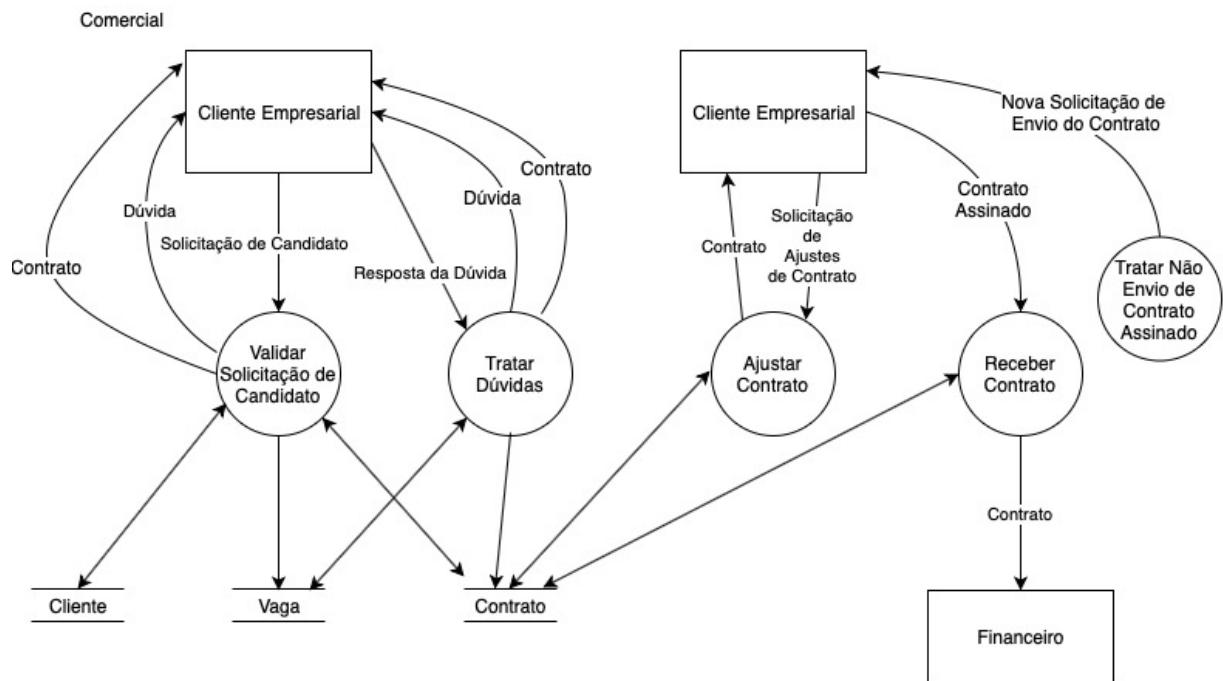 Comercial
Cliente Empresarial
Cliente Empresarial
Nova Solicitação de
Envio do Contrato
Contrato
Dúvida
Dúvida
Solicitação de Candidato
Contrato
Resposta da Dúvida
Contrato
Solicitação
de
Ajustes
de Contrato
Contrato
Assinado
Tratar Não
Envio de
Contrato
Assinado
Validar
Solicitação de
Candidato
Tratar
Dúvidas
Ajustar
Contrato
Receber
Contrato
Contrato
Cliente
Vaga
Contrato
Financeiro